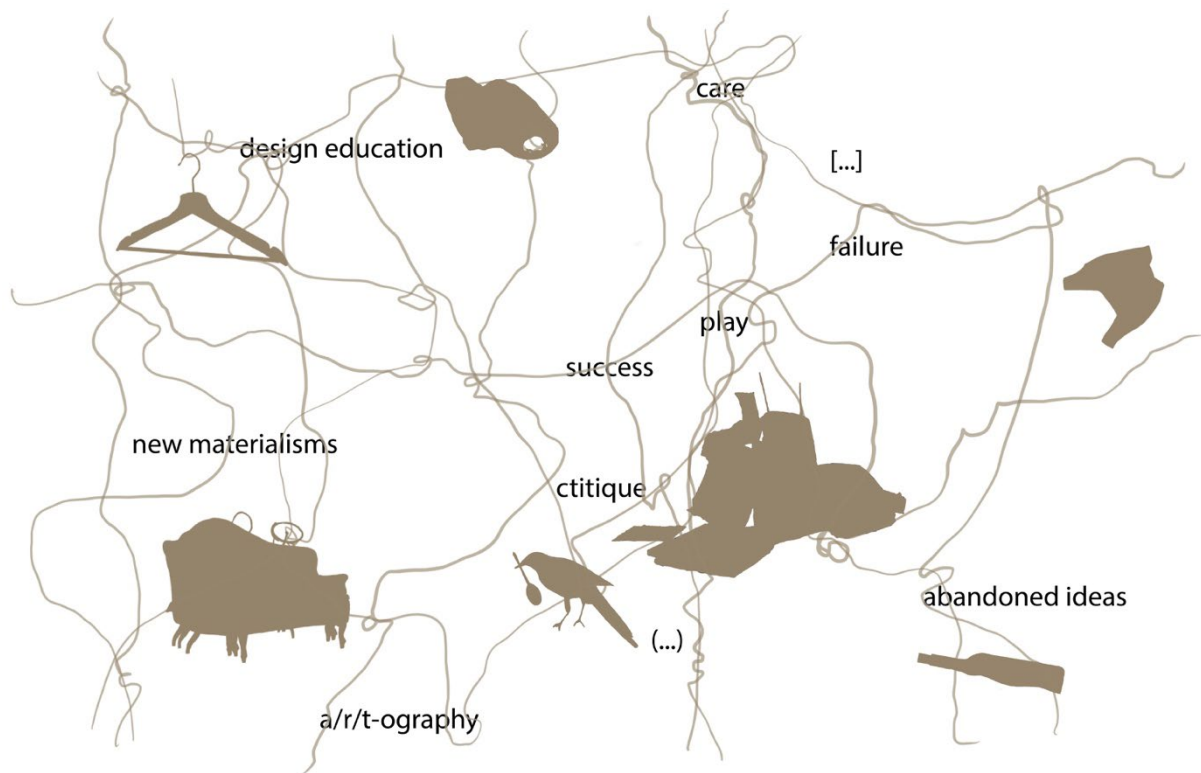 care
design education
[...]
failure
play
success
new materialisms
ctitique
abandoned ideas
(...)
a/r/t-ography